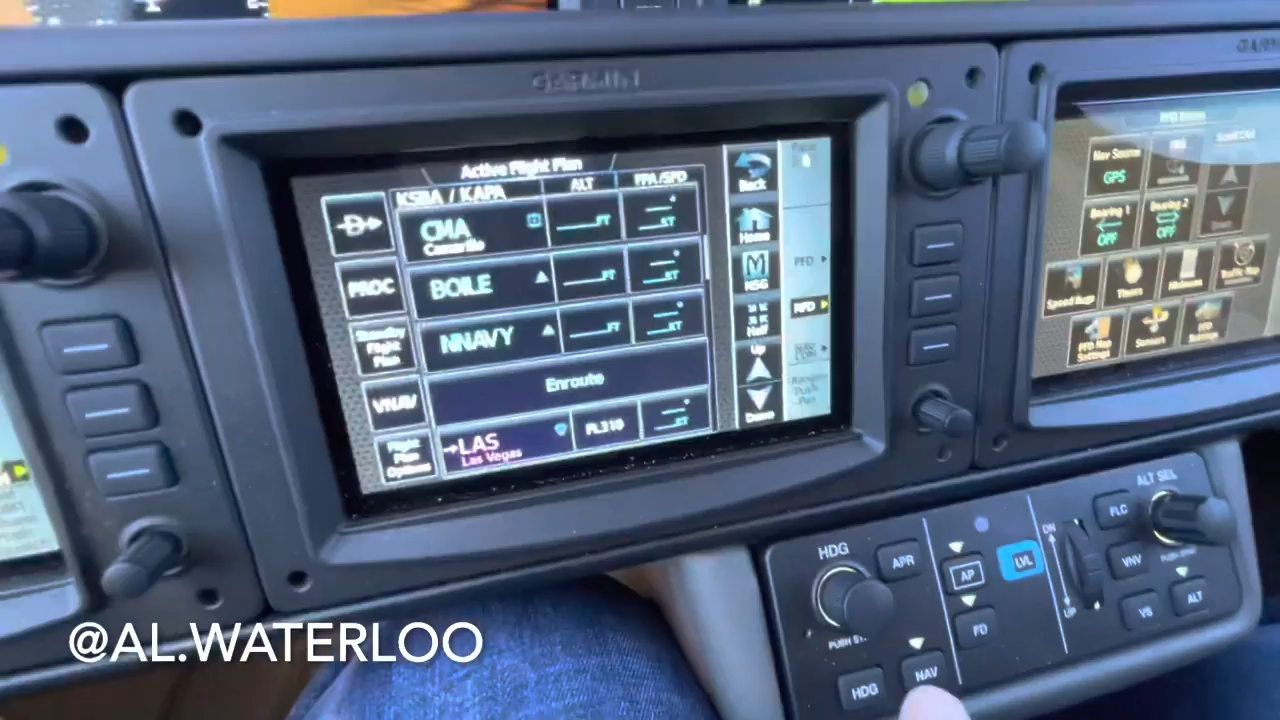 GARMIN
Active Flight Plan
KSBA / KAPA
ALT
FPA/SPD
CMA
Camarillo
FT
KT
BOILE
FT
KT
NNAVY
FT
KT
Enroute
→LAS
Las Vegas
FL310
KT
PROC
Standby
Flight
Plan
VNAV
Flight
Plan
Options
Back
Home
MSG
Half
Up
Down
PFD
MFD
Nav Source
GPS
Bearing 1
OFF
Bearing 2
OFF
Speed Bugs
Timers
Minimums
Traffic Map
PFD Map
Settings
Sensors
PFD
Settings
HDG
APR
AP
LVL
DN
UP
FLC
ALT SEL
VNV
VS
ALT
FD
HDG
NAV
@AL.WATERLOO